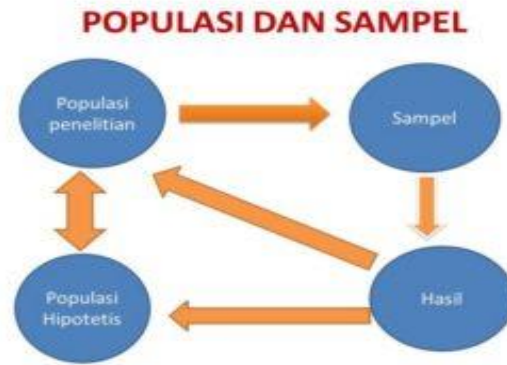 POPULASI DAN SAMPEL
Populasi
penelitian
Sampel
Populasi
Hipotetis
Hasil